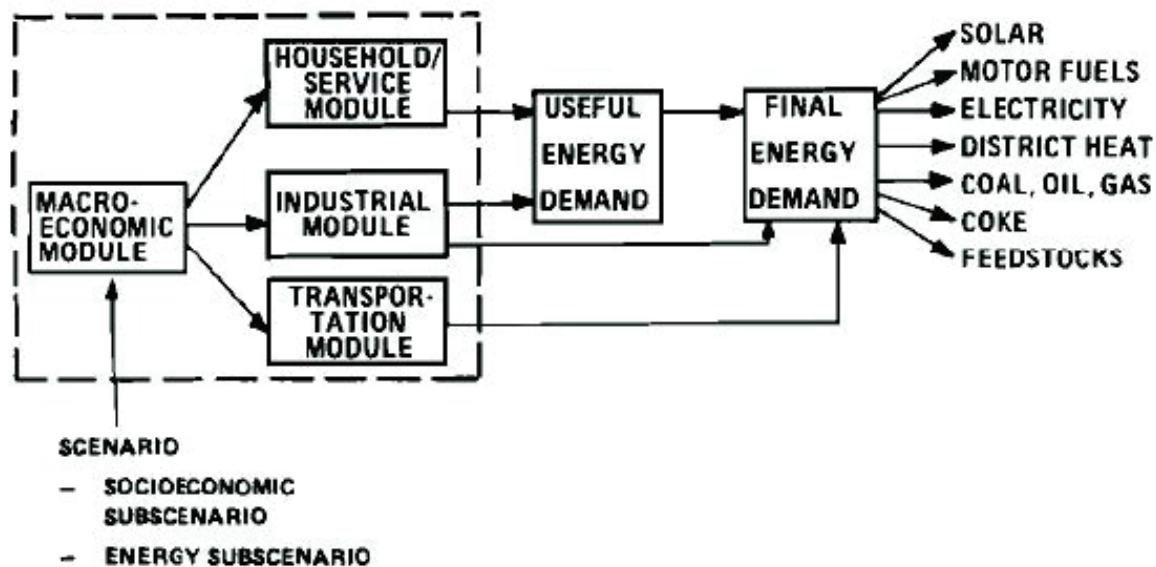 HOUSEHOLD/
SERVICE
MODULE
MACRO-
ECONOMIC
MODULE
INDUSTRIAL
MODULE
TRANSPOR-
TATION
MODULE
USEFUL
ENERGY
DEMAND
FINAL
ENERGY
DEMAND
SOLAR
MOTOR FUELS
ELECTRICITY
DISTRICT HEAT
COAL, OIL, GAS
COKE
FEEDSTOCKS
SCENARIO
– SOCIOECONOMIC
SUBSCENARIO
– ENERGY SUBSCENARIO